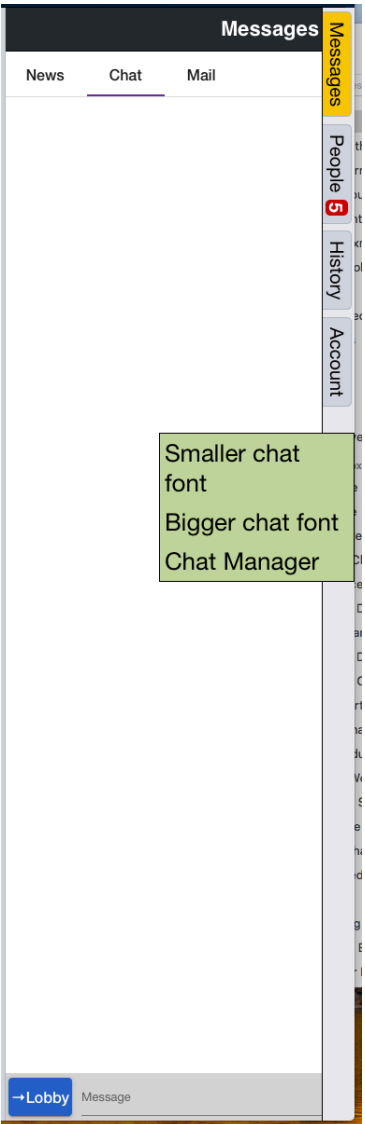 Messages
News Chat Mail
Messages
People 5
History
Account
Smaller chat
font
Bigger chat font
Chat Manager
→Lobby Message